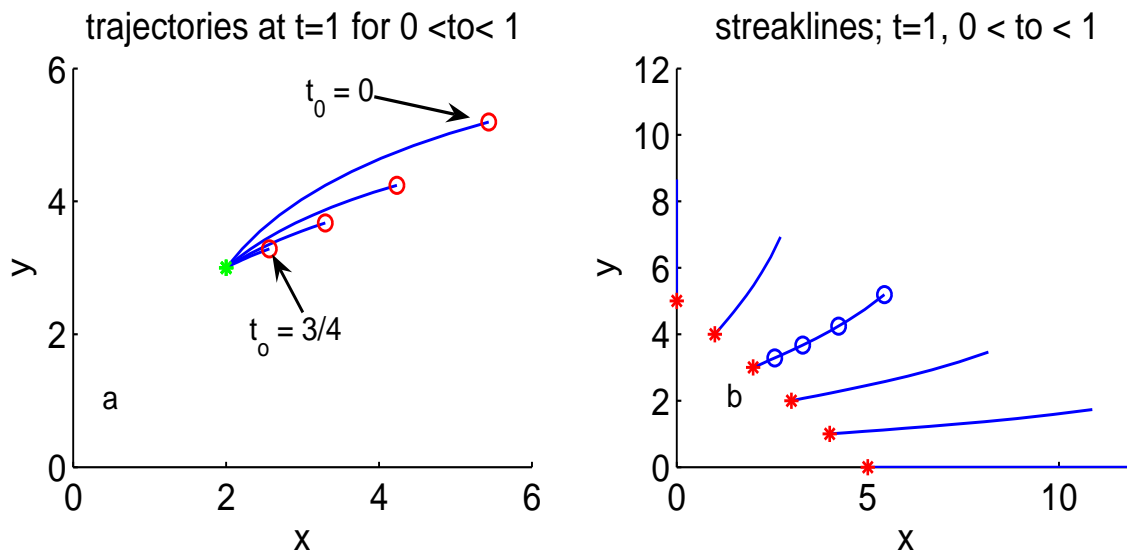 trajectories at t=1 for 0 <to< 1
6
4
2
0
0
2
4
6
y
x
t0 = 0
to = 3/4
a
streaklines; t=1, 0 < to < 1
12
10
8
6
4
2
0
0
5
10
y
x
b